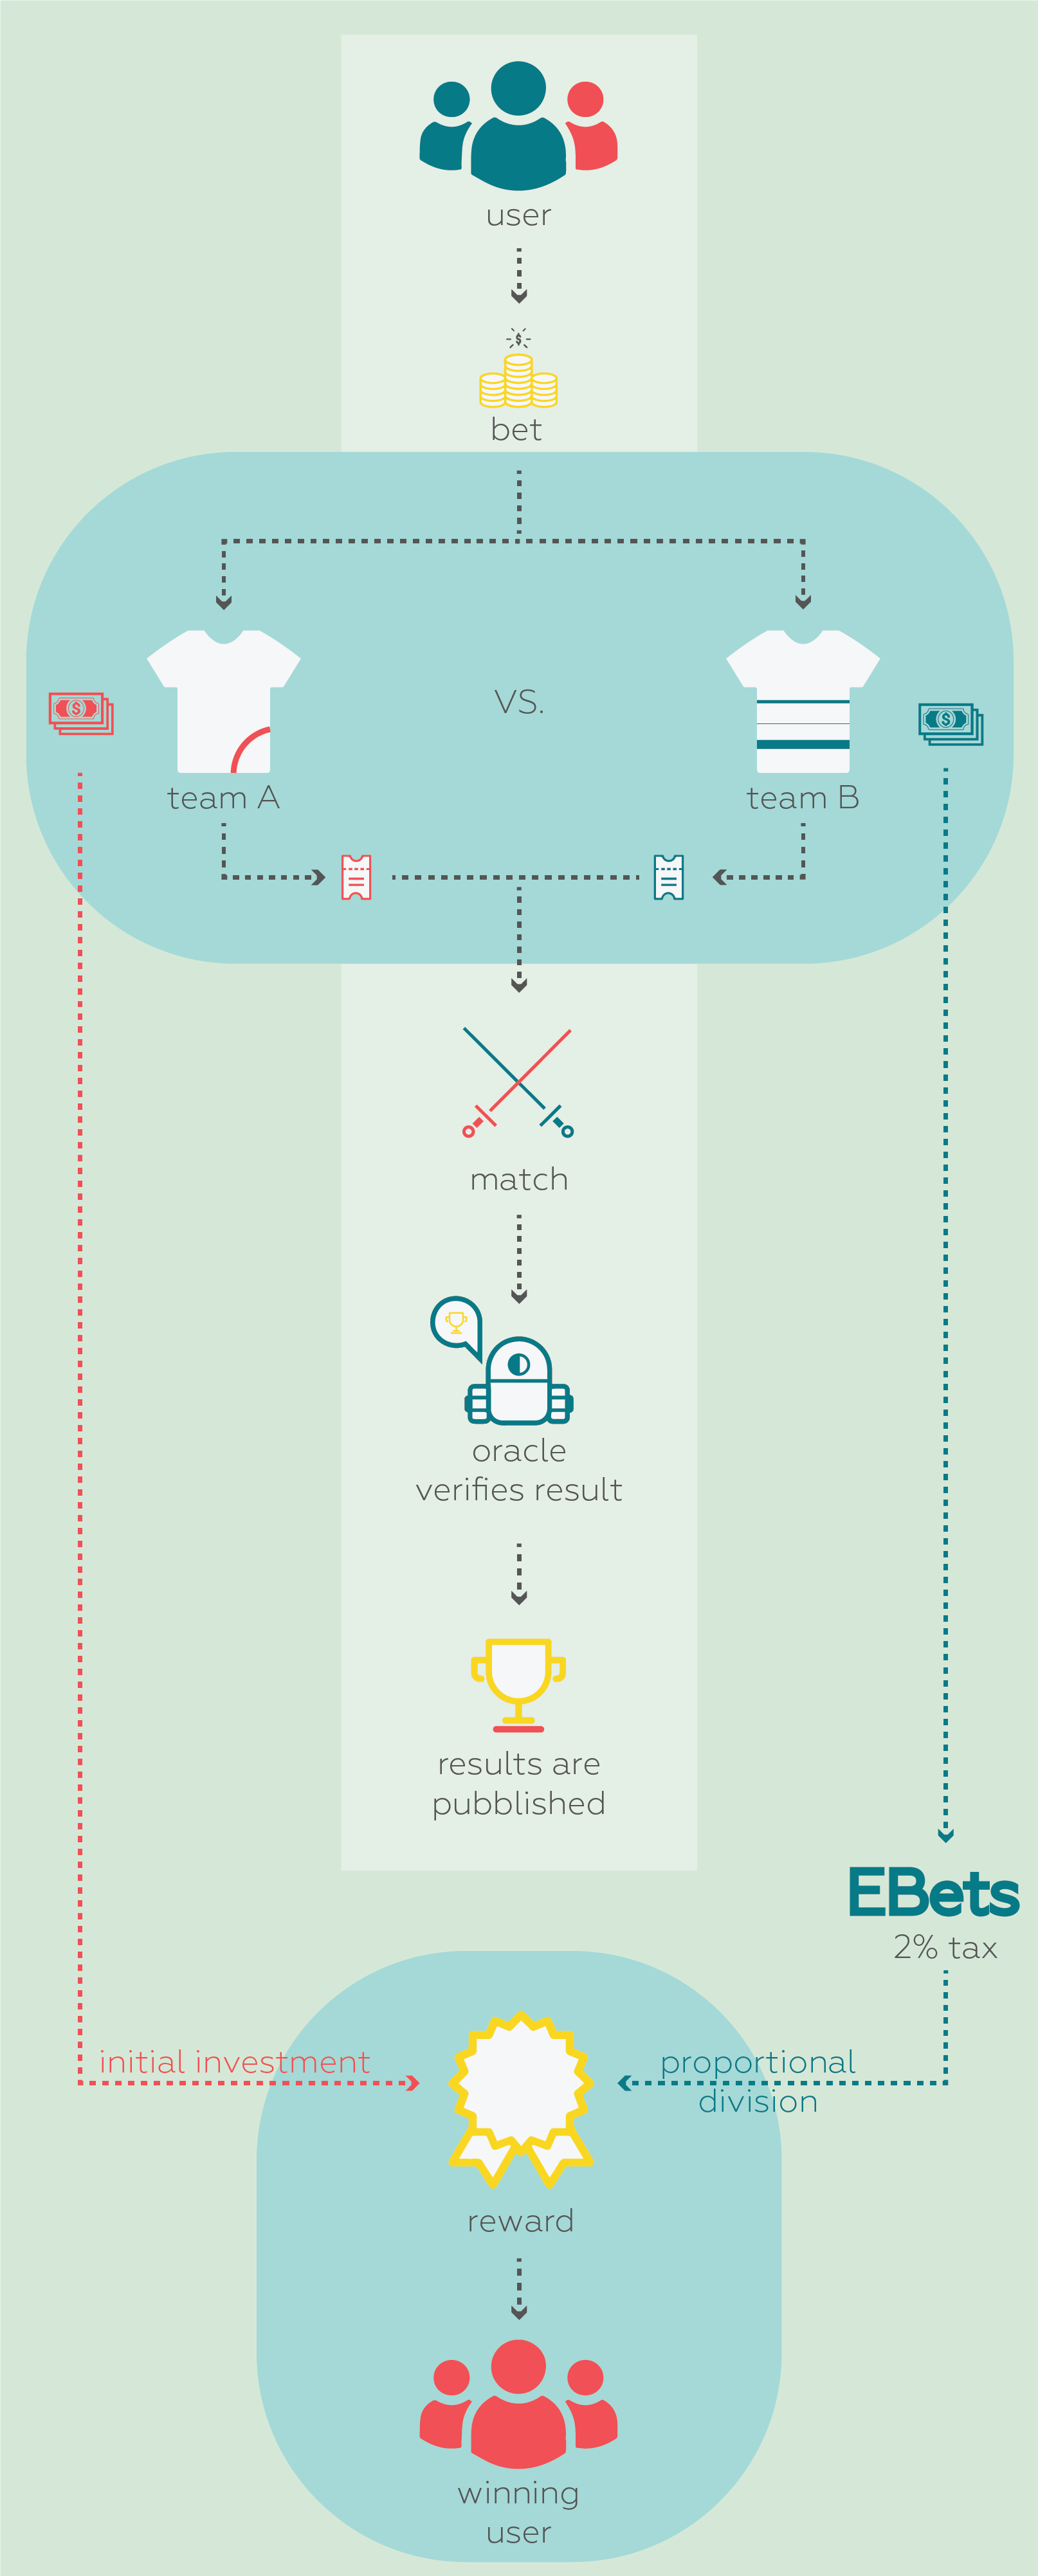 user
bet
VS.
team A
team B
match
oracle
verifies result
results are
pubblished
EBets
2% tax
initial investment
proportional
division
reward
winning
user